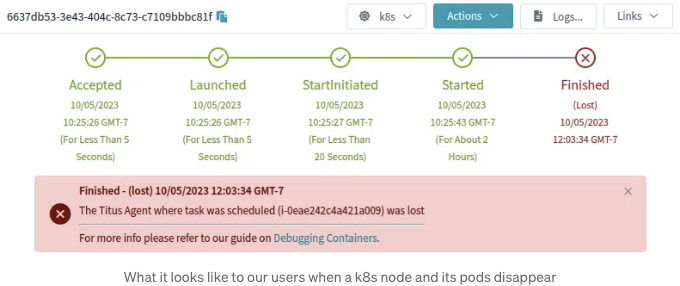 6637db53-3e43-404c-8c73-c7109bbbc81f
k8s
Actions
Logs...
Links
Accepted
10/05/2023
10:25:26 GMT-7
(For Less Than 5
Seconds)
Launched
10/05/2023
10:25:26 GMT-7
(For Less Than 5
Seconds)
StartInitiated
10/05/2023
10:25:27 GMT-7
(For Less Than
20 Seconds)
Started
10/05/2023
10:25:43 GMT-7
(For About 2
Hours)
Finished
(Lost)
10/05/2023
12:03:34 GMT-7
Finished - (lost) 10/05/2023 12:03:34 GMT-7
The Titus Agent where task was scheduled (i-0eae242c4a421a009) was lost
For more info please refer to our guide on Debugging Containers.
What it looks like to our users when a k8s node and its pods disappear